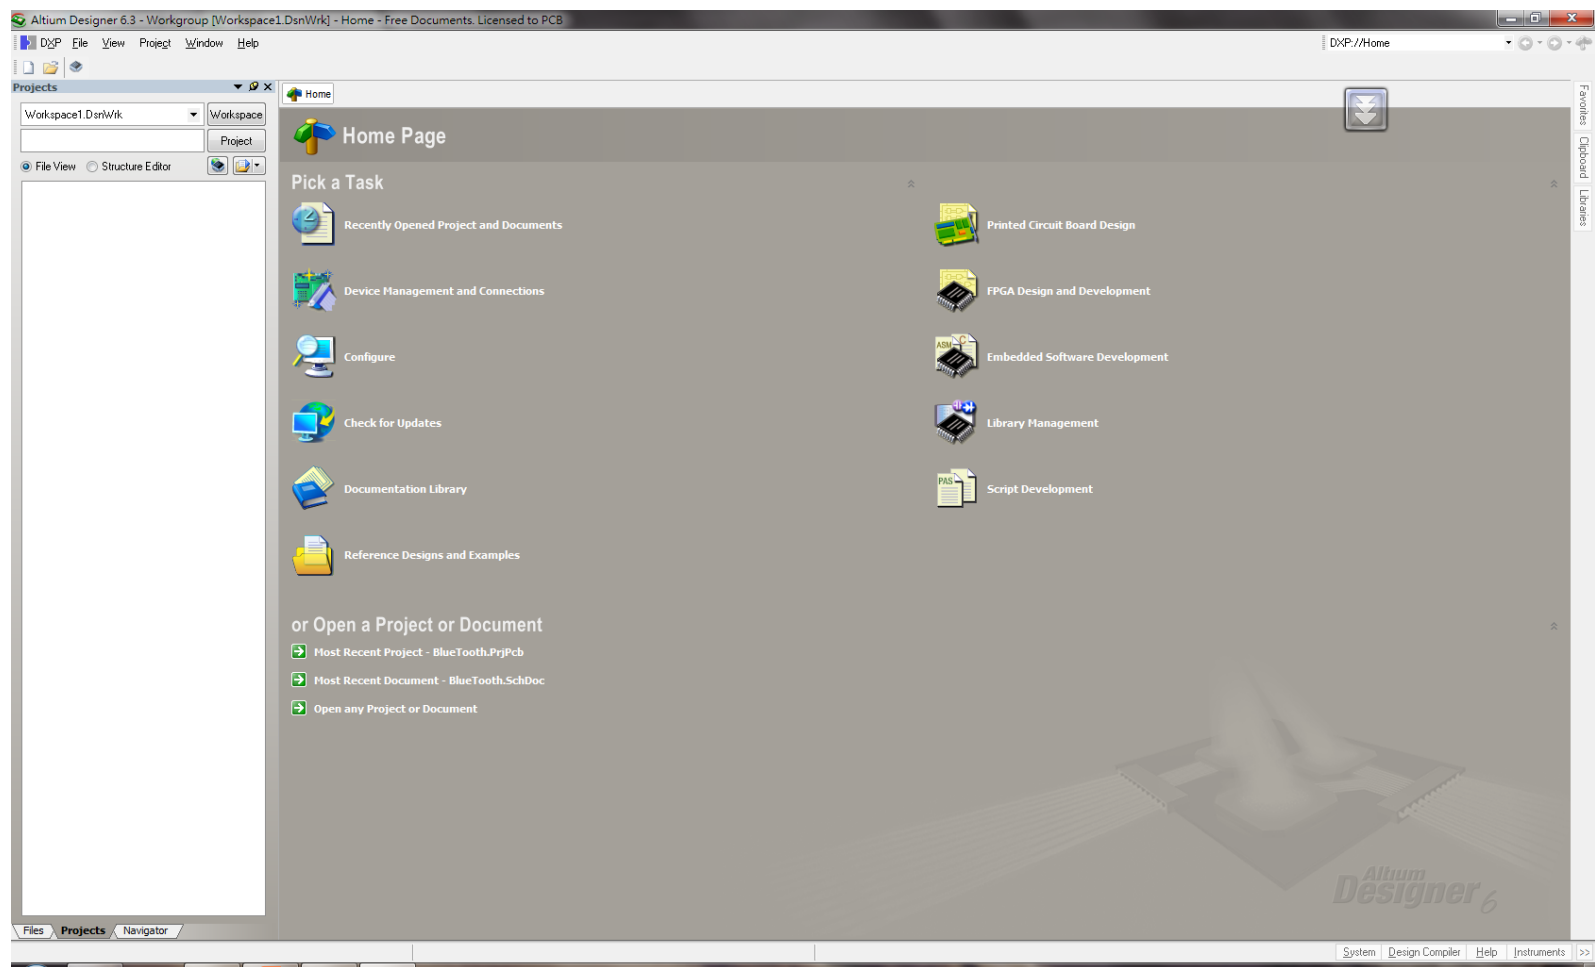 Altium Designer 6.3 - Workgroup [Workspace1.DsnWrk] - Home - Free Documents. Licensed to PCB
DXP File View Project Window Help
DXP://Home
Projects
Home
Workspace1.DsnWrk Workspace
Project
File View Structure Editor
Favorites
Clipboard
Libraries
Home Page
Pick a Task
Recently Opened Project and Documents
Printed Circuit Board Design
Device Management and Connections
FPGA Design and Development
Configure
ASM C
Embedded Software Development
Check for Updates
Library Management
Documentation Library
PAS
Script Development
Reference Designs and Examples
or Open a Project or Document
Most Recent Project - BlueTooth.PrjPcb
Most Recent Document - BlueTooth.SchDoc
Open any Project or Document
Altium
Designer 6
Files Projects Navigator
System Design Compiler Help Instruments >>